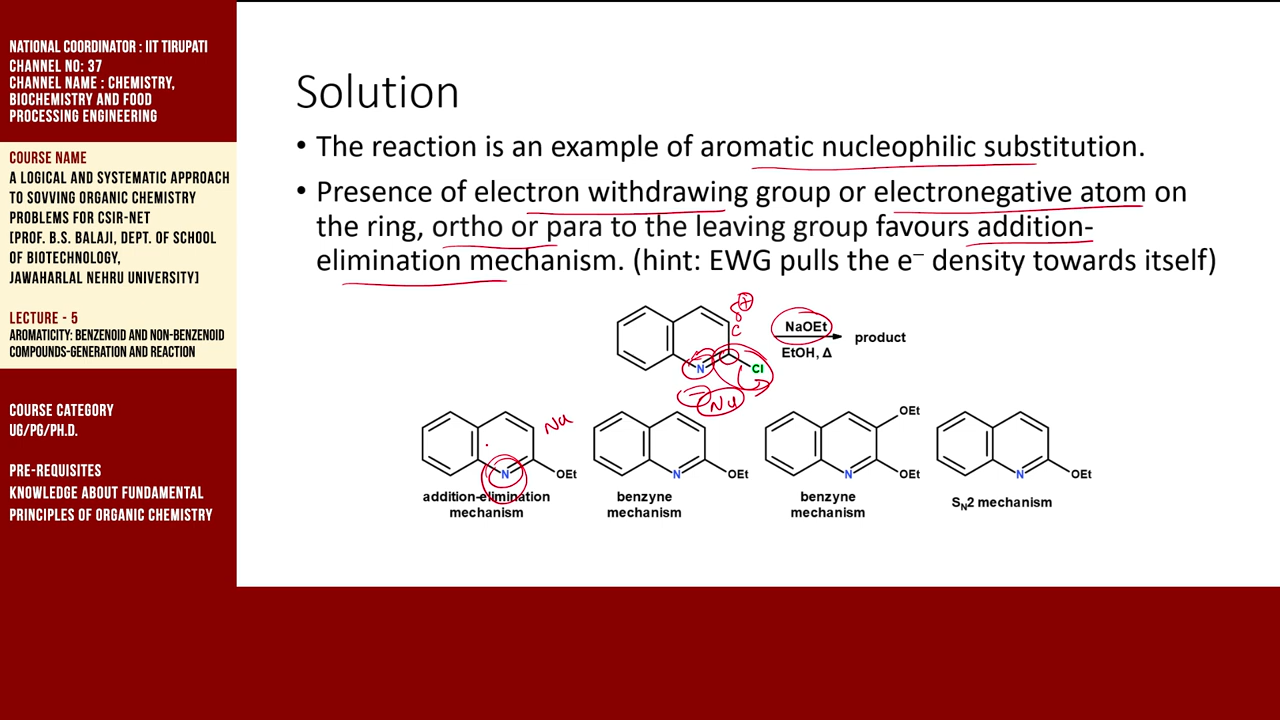 NATIONAL COORDINATOR : IIT TIRUPATI
CHANNEL NO: 37
CHANNEL NAME : CHEMISTRY,
BIOCHEMISTRY AND FOOD
PROCESSING ENGINEERING
COURSE NAME
A LOGICAL AND SYSTEMATIC APPROACH
TO SOVVING ORGANIC CHEMISTRY
PROBLEMS FOR CSIR-NET
[PROF. B.S. BALAJI, DEPT. OF SCHOOL
OF BIOTECHNOLOGY,
JAWAHARLAL NEHRU UNIVERSITY]
LECTURE - 5
AROMATICITY: BENZENOID AND NON-BENZENOID
COMPOUNDS-GENERATION AND REACTION
COURSE CATEGORY
UG/PG/PH.D.
PRE-REQUISITES
KNOWLEDGE ABOUT FUNDAMENTAL
PRINCIPLES OF ORGANIC CHEMISTRY
Solution
• The reaction is an example of aromatic nucleophilic substitution.
• Presence of electron withdrawing group or electronegative atom on
the ring, ortho or para to the leaving group favours addition-
elimination mechanism. (hint: EWG pulls the e⁻ density towards itself)
δ+
C
NaOEt
EtOH, Δ
product
N
Cl
Nu
Na
OEt
N
OEt
N
OEt
N
OEt
N
OEt
addition-elimination
mechanism
benzyne
mechanism
benzyne
mechanism
SN2 mechanism